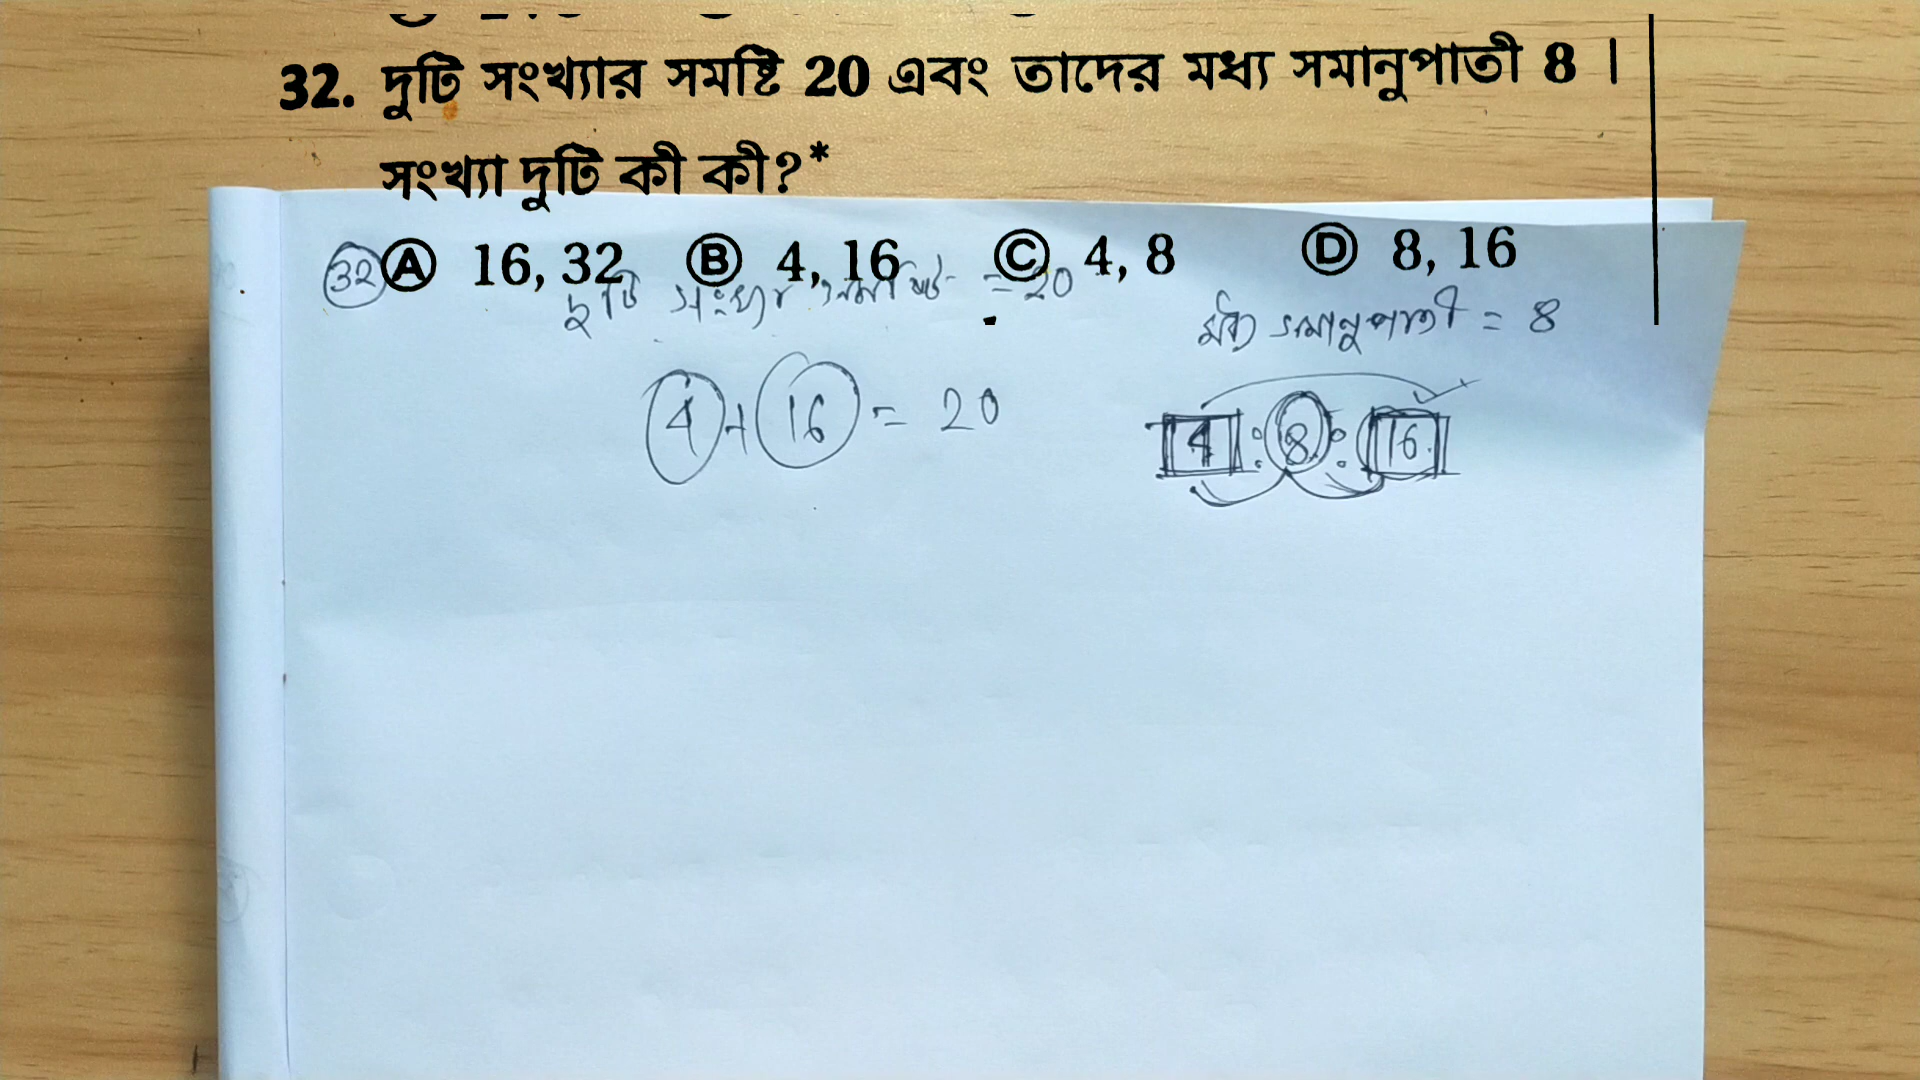 32. দুটি সংখ্যার সমষ্টি 20 এবং তাদের মধ্য সমানুপাতী 8 ।
সংখ্যা দুটি কী কী?*
Ⓐ 16, 32 Ⓑ 4, 16 Ⓒ 4, 8 Ⓓ 8, 16
32 দুটি সংখ্যার সমষ্টি = 20
মধ্য সমানুপাতী = 8
4 + 16 = 20
4 : 8 : 16